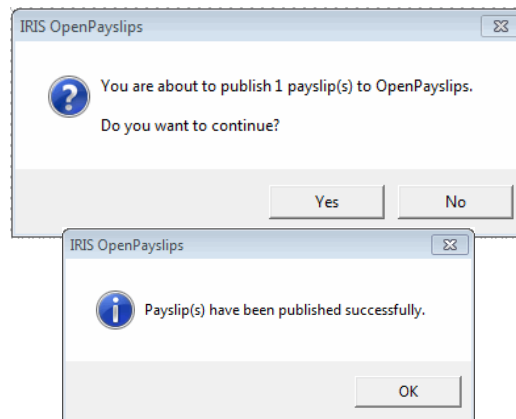 IRIS OpenPayslips
You are about to publish 1 payslip(s) to OpenPayslips.
Do you want to continue?
Yes
No
IRIS OpenPayslips
Payslip(s) have been published successfully.
OK